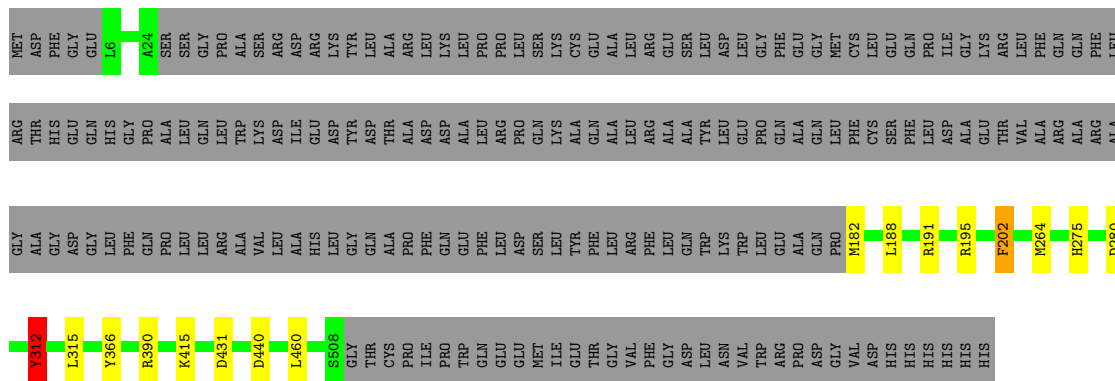 MET ASP PHE GLY GLU L6 A24 SER SER GLY PRO ALA SER ARG ASP ARG LYS TYR LEU ALA ARG LEU LYS LEU PRO PRO LEU SER LYS CYS GLU ALA LEU ARG GLU SER LEU ASP LEU GLY PHE GLU GLY MET CYS LEU GLU GLN PRO ILE GLY LYS ARG LEU PHE GLN GLN PHE LEU
ARG THR HIS GLU GLN HIS GLY PRO ALA LEU GLN LEU TRP LYS ASP ILE GLU ASP TYR ASP THR ALA ASP ASP ALA LEU ARG PRO GLN LYS ALA GLN ALA LEU ARG ALA ALA TYR LEU GLU PRO GLN ALA GLN LEU PHE CYS SER PHE LEU ASP ALA GLU THR VAL ALA ARG ALA ARG ALA
GLY ALA GLY ASP GLY LEU PHE GLN PRO LEU LEU ARG ALA VAL LEU ALA HIS LEU GLY GLN ALA PRO PHE GLN GLU PHE LEU ASP SER LEU TYR PHE LEU ARG PHE LEU GLN TRP LYS TRP LEU GLU ALA GLN PRO M182 L188 R191 R195 F202 M264 H275
Y312 L315 Y366 R390 K415 D431 D440 L460 S508 GLY THR CYS PRO ILE PRO TRP GLN GLU GLU MET ILE GLU THR GLY VAL PHE GLY ASP LEU ASN VAL TRP ARG PRO ASP GLY VAL ASP HIS HIS HIS HIS HIS HIS